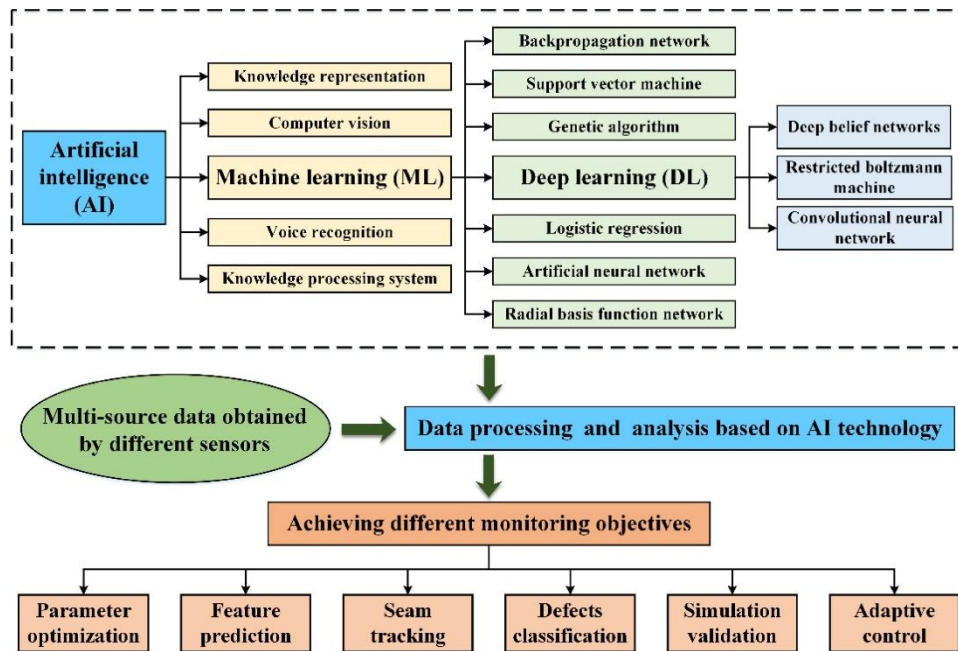 Artificial
intelligence
(AI)
Knowledge representation
Computer vision
Machine learning (ML)
Voice recognition
Knowledge processing system
Backpropagation network
Support vector machine
Genetic algorithm
Deep learning (DL)
Logistic regression
Artificial neural network
Radial basis function network
Deep belief networks
Restricted boltzmann
machine
Convolutional neural
network
Multi-source data obtained
by different sensors
Data processing and analysis based on AI technology
Achieving different monitoring objectives
Parameter
optimization
Feature
prediction
Seam
tracking
Defects
classification
Simulation
validation
Adaptive
control